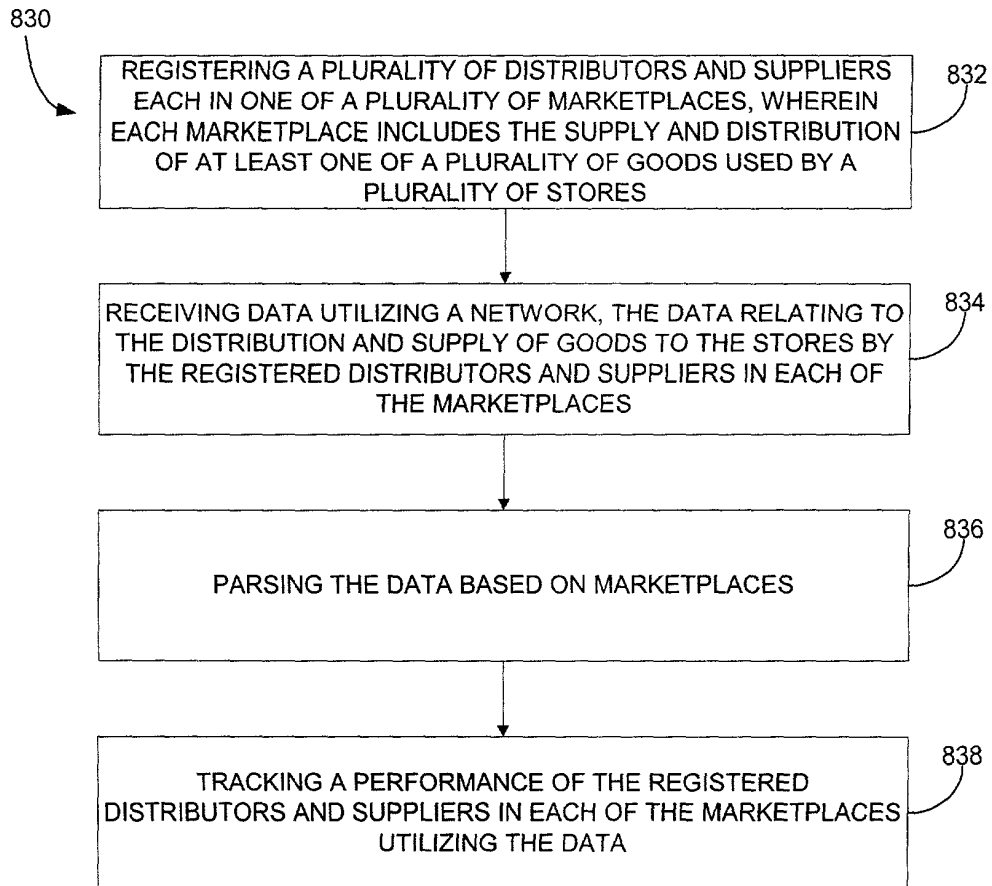 830
REGISTERING A PLURALITY OF DISTRIBUTORS AND SUPPLIERS
EACH IN ONE OF A PLURALITY OF MARKETPLACES, WHEREIN
EACH MARKETPLACE INCLUDES THE SUPPLY AND DISTRIBUTION
OF AT LEAST ONE OF A PLURALITY OF GOODS USED BY A
PLURALITY OF STORES
832
RECEIVING DATA UTILIZING A NETWORK, THE DATA RELATING TO
THE DISTRIBUTION AND SUPPLY OF GOODS TO THE STORES BY
THE REGISTERED DISTRIBUTORS AND SUPPLIERS IN EACH OF
THE MARKETPLACES
834
PARSING THE DATA BASED ON MARKETPLACES
836
TRACKING A PERFORMANCE OF THE REGISTERED
DISTRIBUTORS AND SUPPLIERS IN EACH OF THE MARKETPLACES
UTILIZING THE DATA
838